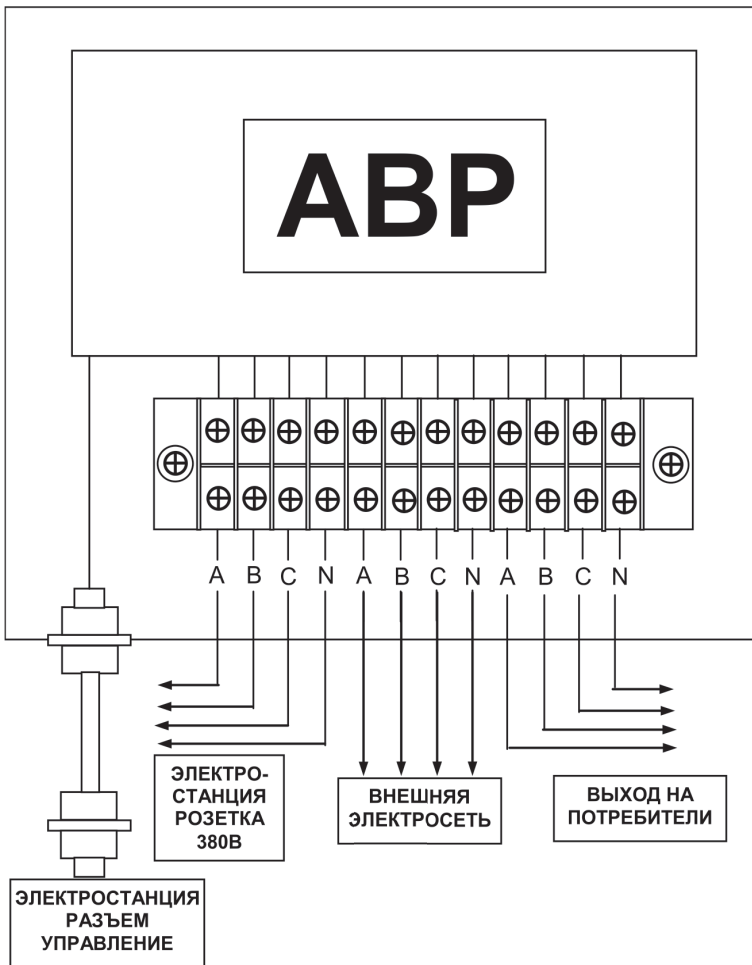 АВР
A B C N A B C N A B C N
ЭЛЕКТРО-
СТАНЦИЯ
РОЗЕТКА
380В
ВНЕШНЯЯ
ЭЛЕКТРОСЕТЬ
ВЫХОД НА
ПОТРЕБИТЕЛИ
ЭЛЕКТРОСТАНЦИЯ
РАЗЪЕМ
УПРАВЛЕНИЕ